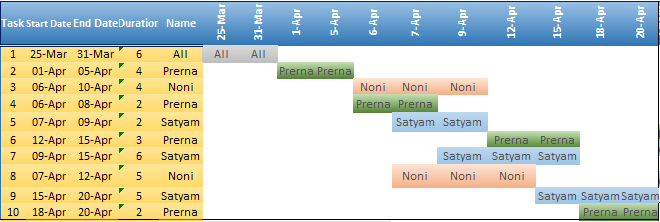 Task Start Date End Date Duration Name 25-Mar 31-Mar 1-Apr 5-Apr 6-Apr 7-Apr 9-Apr 12-Apr 15-Apr 18-Apr 20-Apr
1 25-Mar 31-Mar 6 All All All
2 01-Apr 05-Apr 4 Prerna Prerna Prerna
3 06-Apr 10-Apr 4 Noni Noni Noni Noni
4 06-Apr 08-Apr 2 Prerna Prerna Prerna
5 07-Apr 09-Apr 2 Satyam Satyam Satyam
6 12-Apr 15-Apr 3 Prerna Prerna Prerna
7 09-Apr 15-Apr 6 Satyam Satyam Satyam Satyam
8 07-Apr 12-Apr 5 Noni Noni Noni Noni
9 15-Apr 20-Apr 5 Satyam Satyam Satyam Satyam
10 18-Apr 20-Apr 2 Prerna Prerna Prerna